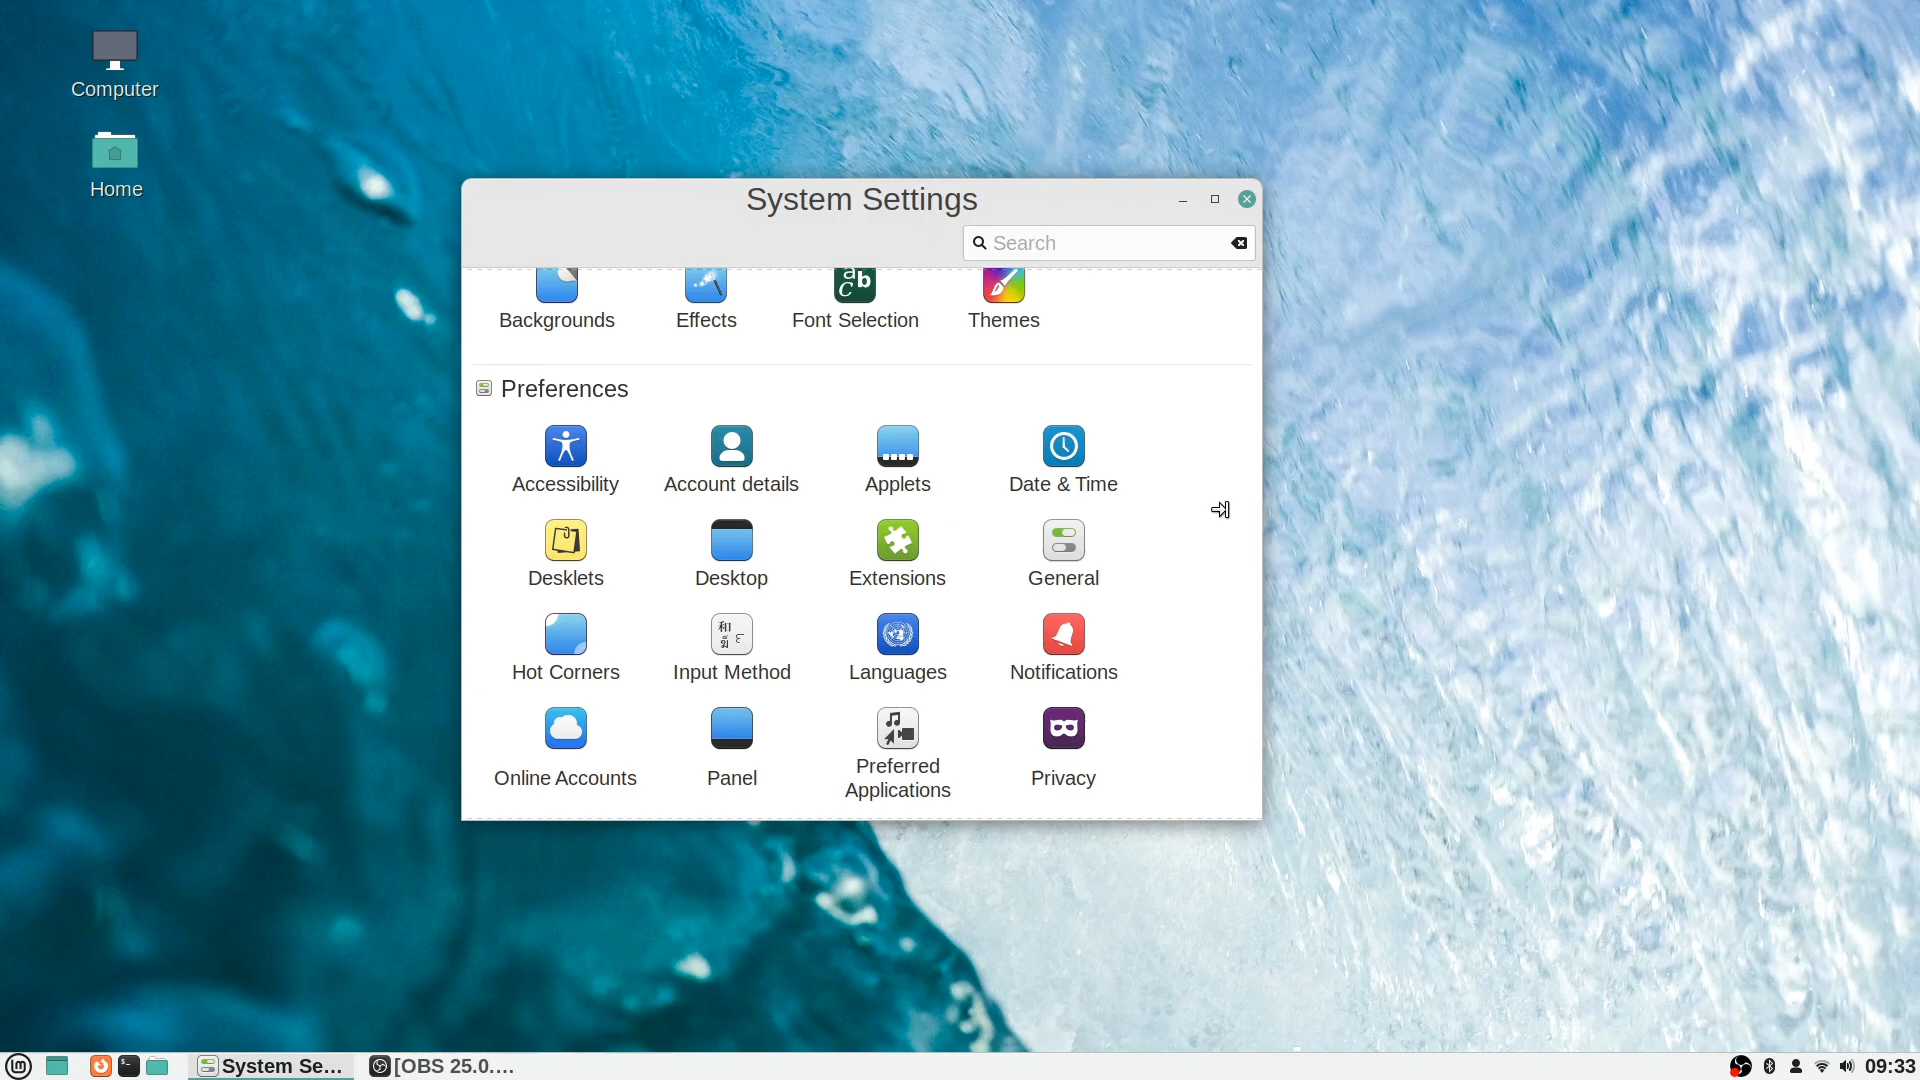 Computer
Home
System Settings
Search
Backgrounds
Effects
Font Selection
Themes
Preferences
Accessibility
Account details
Applets
Date & Time
Desklets
Desktop
Extensions
General
Hot Corners
Input Method
Languages
Notifications
Online Accounts
Panel
Preferred
Applications
Privacy
System Se...
[OBS 25.0....
09:33